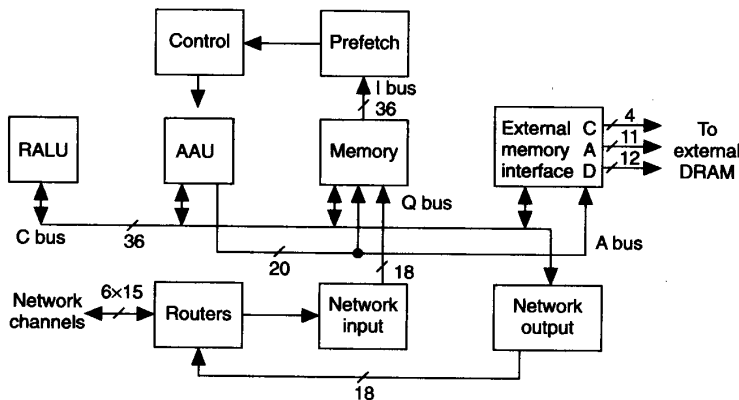 Control
Prefetch
I bus
36
RALU
AAU
Memory
External
memory
interface
C
A
D
4
11
12
To
external
DRAM
Q bus
C bus
36
20
18
A bus
Network
channels
6×15
Routers
Network
input
Network
output
18